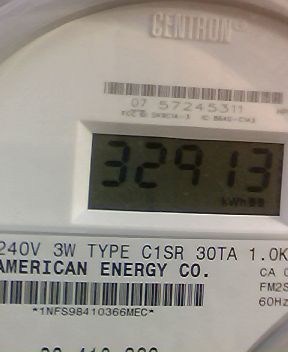 CENTRON
07 57245311
32913
kWh
240V 3W TYPE C1SR 30TA 1.0K
AMERICAN ENERGY CO.
CA
FM2S
60Hz
*1NFS98410366MEC*